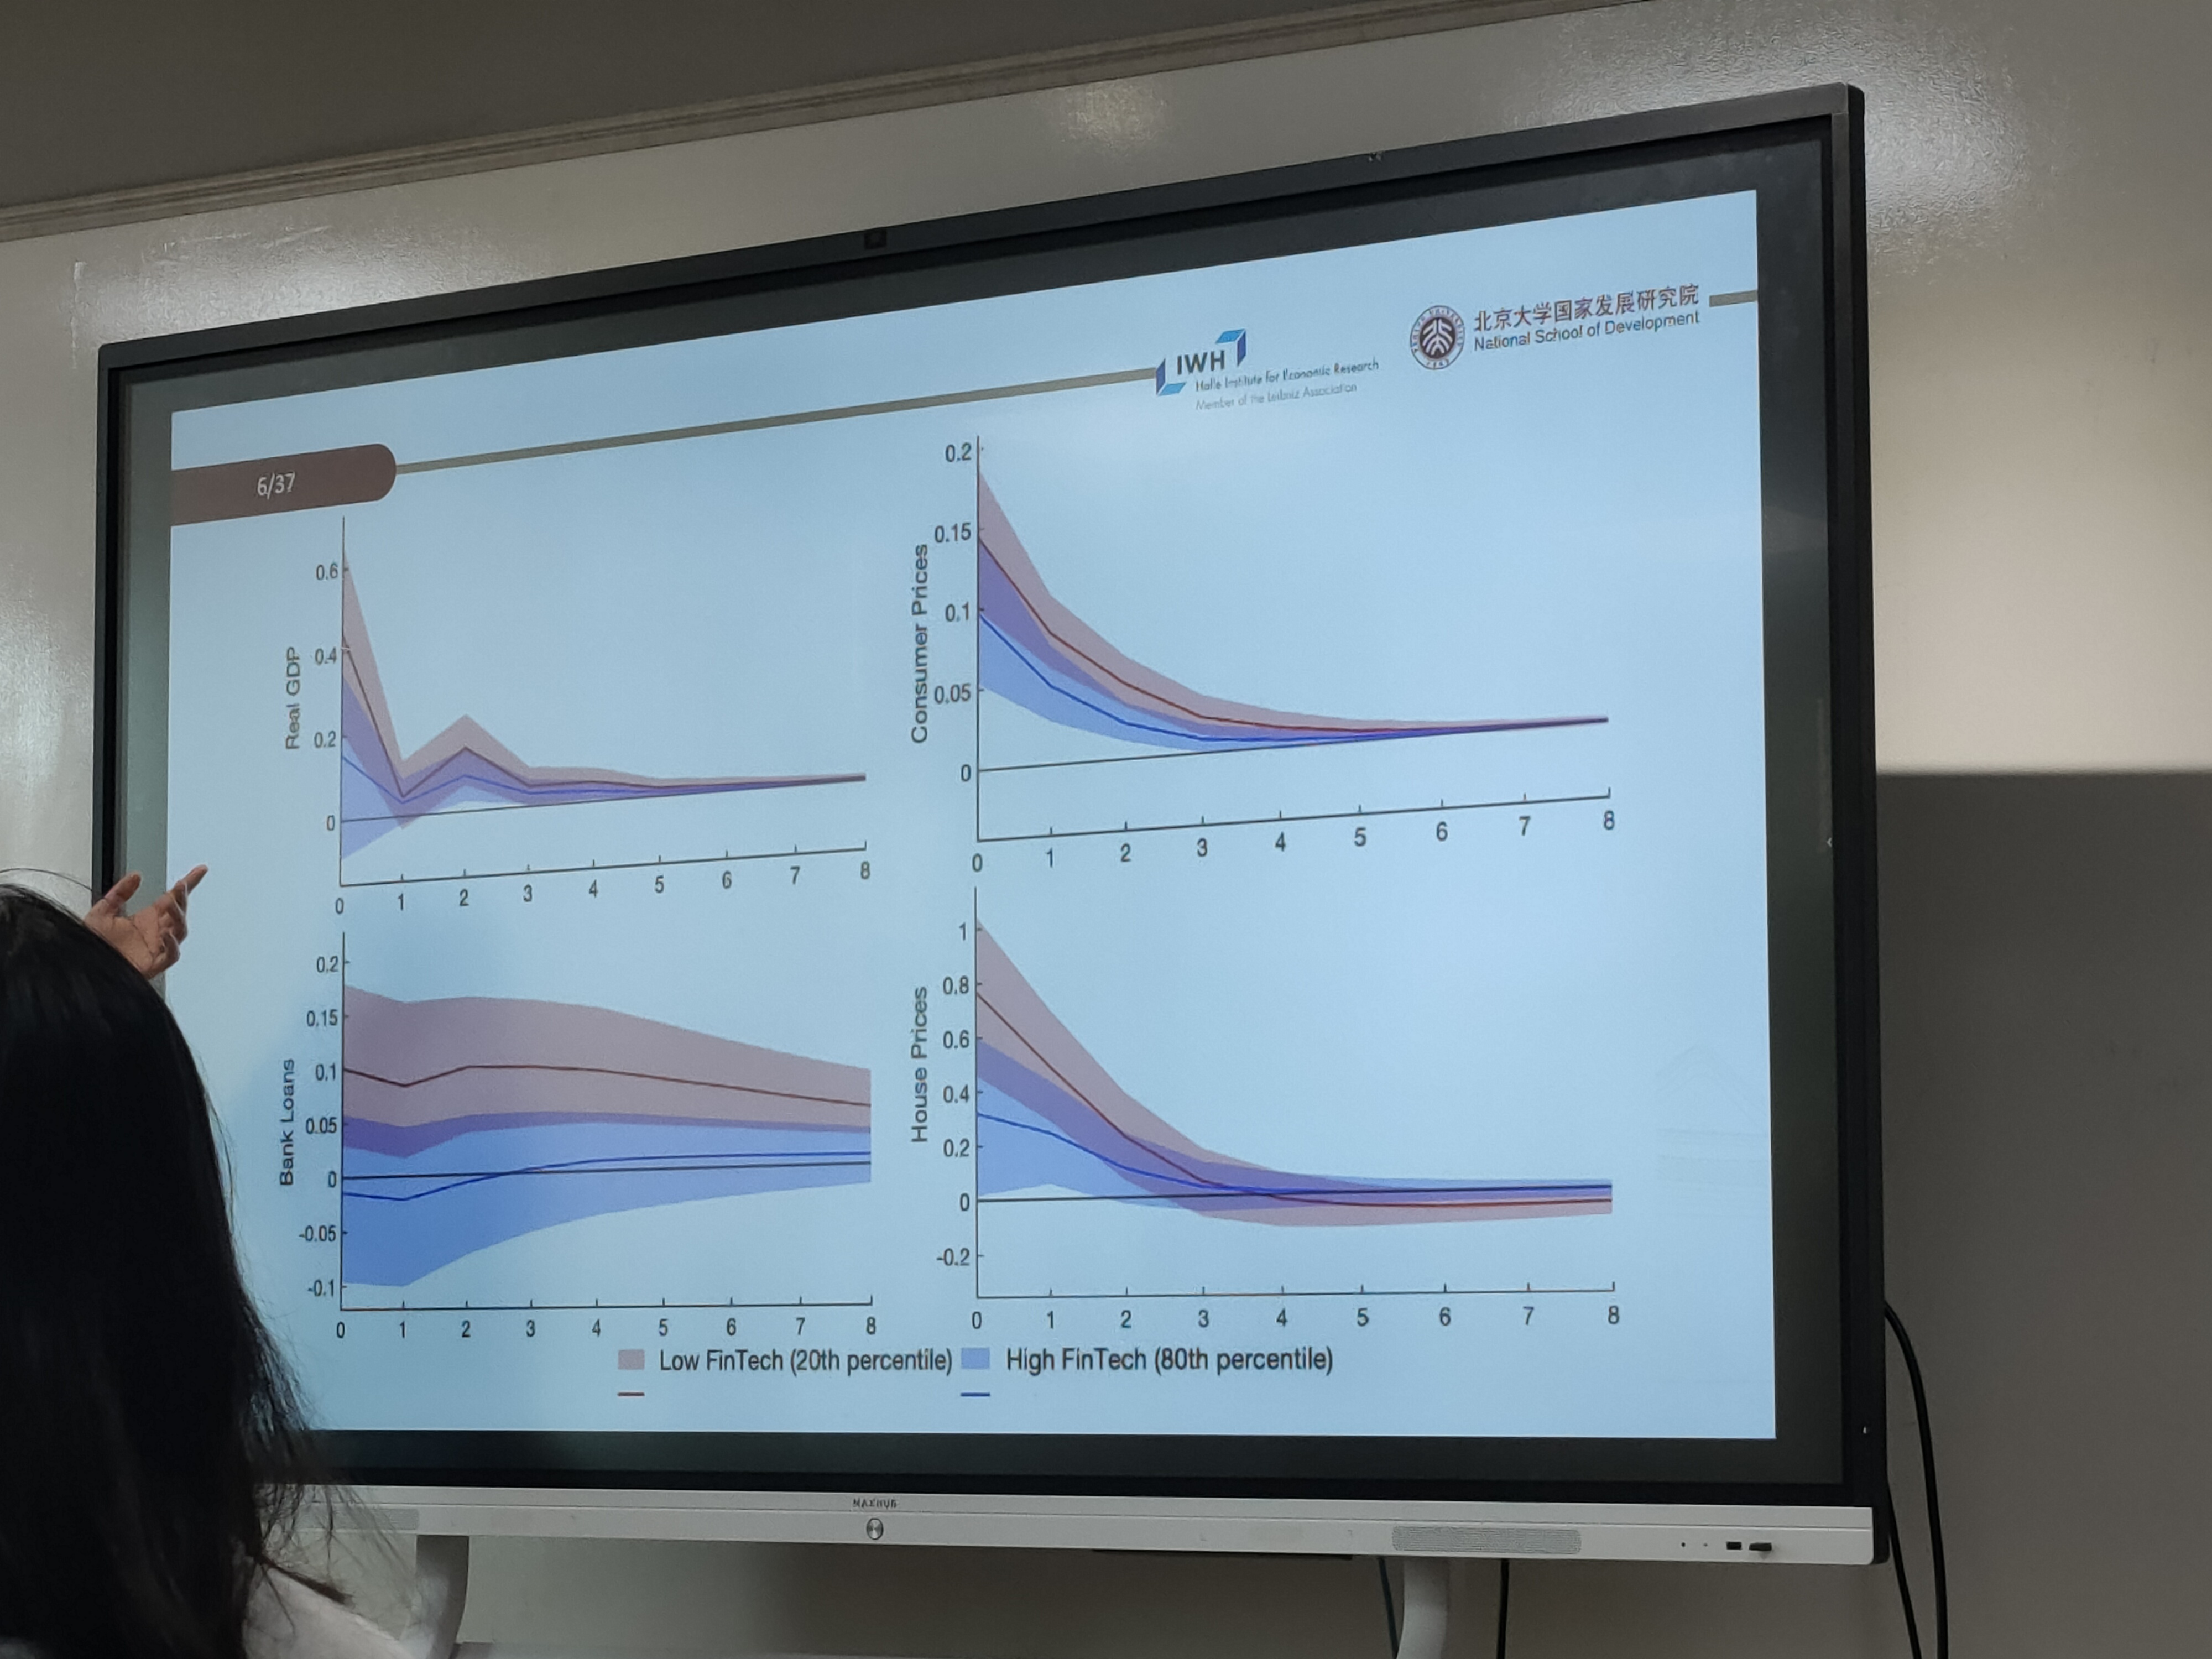 IWH
Halle Institute for Economic Research
Member of the Leibniz Association
北京大学国家发展研究院
National School of Development
6/37
Real GDP
0.6
0.4
0.2
0
0 1 2 3 4 5 6 7 8
Consumer Prices
0.2
0.15
0.1
0.05
0
0 1 2 3 4 5 6 7 8
Bank Loans
0.2
0.15
0.1
0.05
0
-0.05
-0.1
0 1 2 3 4 5 6 7 8
House Prices
1
0.8
0.6
0.4
0.2
0
-0.2
0 1 2 3 4 5 6 7 8
Low FinTech (20th percentile) High FinTech (80th percentile)
MAXHUB